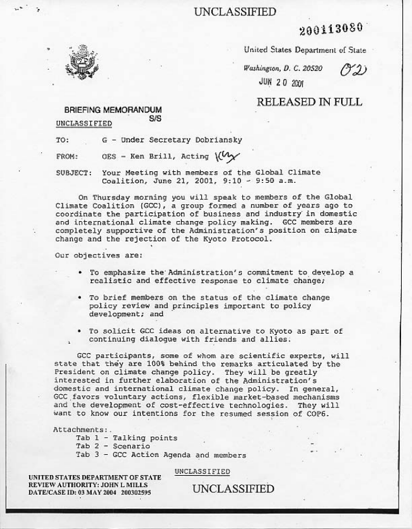 UNCLASSIFIED
200113080
United States Department of State
Washington, D. C. 20520
JUN 20 2001
RELEASED IN FULL
BRIEFING MEMORANDUM
S/S
UNCLASSIFIED
TO: G - Under Secretary Dobriansky
FROM: OES - Ken Brill, Acting
SUBJECT: Your Meeting with members of the Global Climate
Coalition, June 21, 2001, 9:10 - 9:50 a.m.
On Thursday morning you will speak to members of the Global
Climate Coalition (GCC), a group formed a number of years ago to
coordinate the participation of business and industry in domestic
and international climate change policy making. GCC members are
completely supportive of the Administration's position on climate
change and the rejection of the Kyoto Protocol.
Our objectives are:
• To emphasize the Administration's commitment to develop a
realistic and effective response to climate change;
• To brief members on the status of the climate change
policy review and principles important to policy
development; and
• To solicit GCC ideas on alternative to Kyoto as part of
continuing dialogue with friends and allies.
GCC participants, some of whom are scientific experts, will
state that they are 100% behind the remarks articulated by the
President on climate change policy. They will be greatly
interested in further elaboration of the Administration's
domestic and international climate change policy. In general,
GCC favors voluntary actions, flexible market-based mechanisms
and the development of cost-effective technologies. They will
want to know our intentions for the resumed session of COP6.
Attachments:
Tab 1 - Talking points
Tab 2 - Scenario
Tab 3 - GCC Action Agenda and members
UNCLASSIFIED
UNITED STATES DEPARTMENT OF STATE
REVIEW AUTHORITY: JOHN L MILLS
DATE/CASE ID: 03 MAY 2004 200302595
UNCLASSIFIED